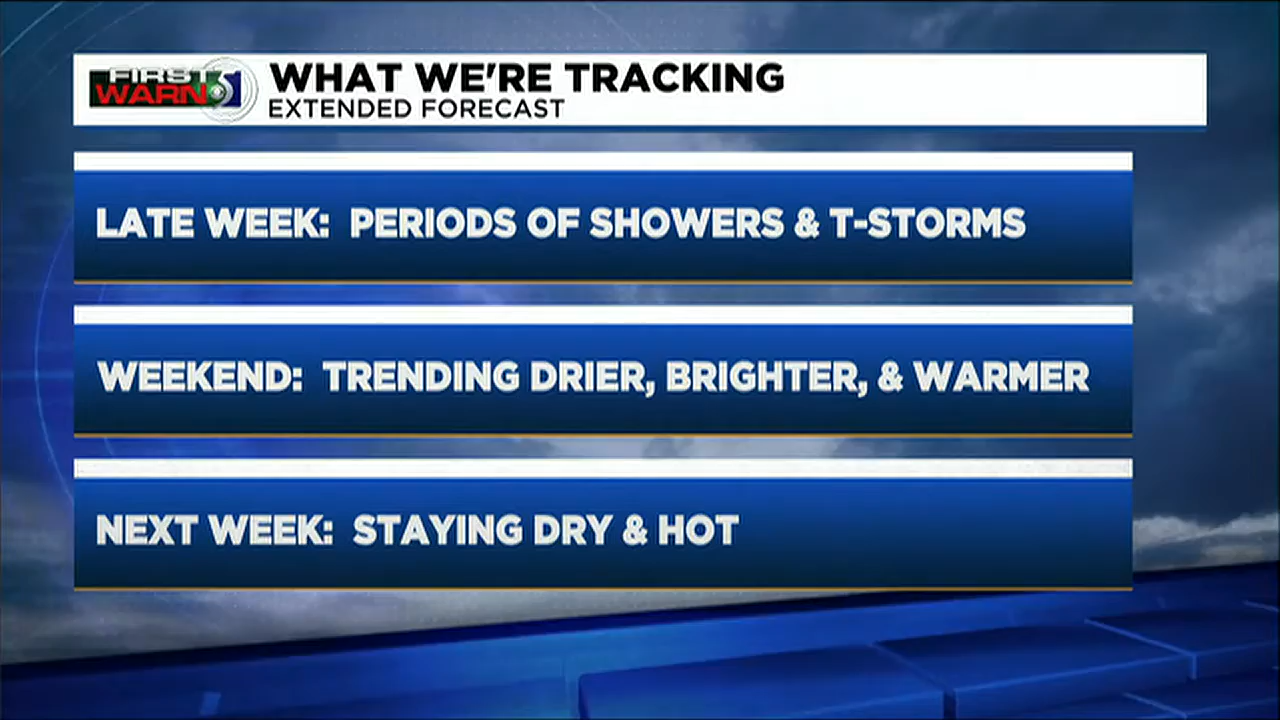 FIRST
WARN 5
WHAT WE'RE TRACKING
EXTENDED FORECAST
LATE WEEK: PERIODS OF SHOWERS & T-STORMS
WEEKEND: TRENDING DRIER, BRIGHTER, & WARMER
NEXT WEEK: STAYING DRY & HOT